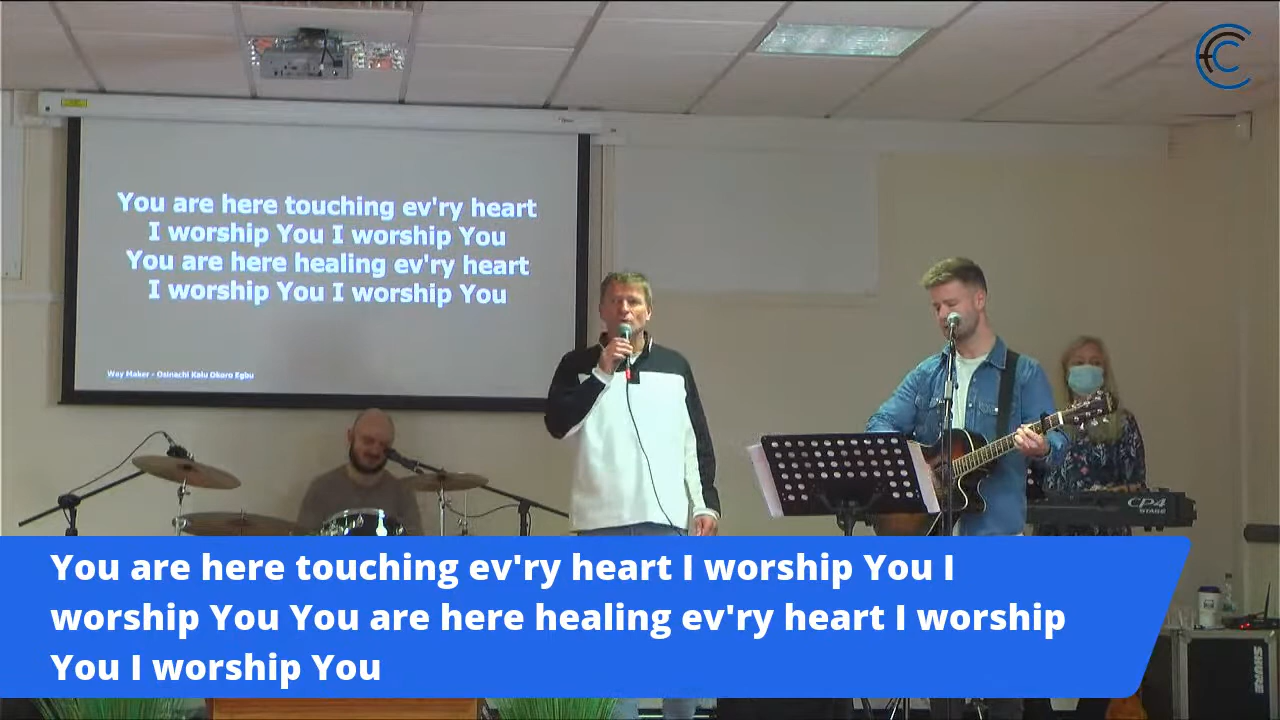 You are here touching ev'ry heart
I worship You I worship You
You are here healing ev'ry heart
I worship You I worship You
Way Maker - Osinachi Kalu Okoro Egbu
CP4
STAGE
You are here touching ev'ry heart I worship You I
worship You You are here healing ev'ry heart I worship
You I worship You
SHURE